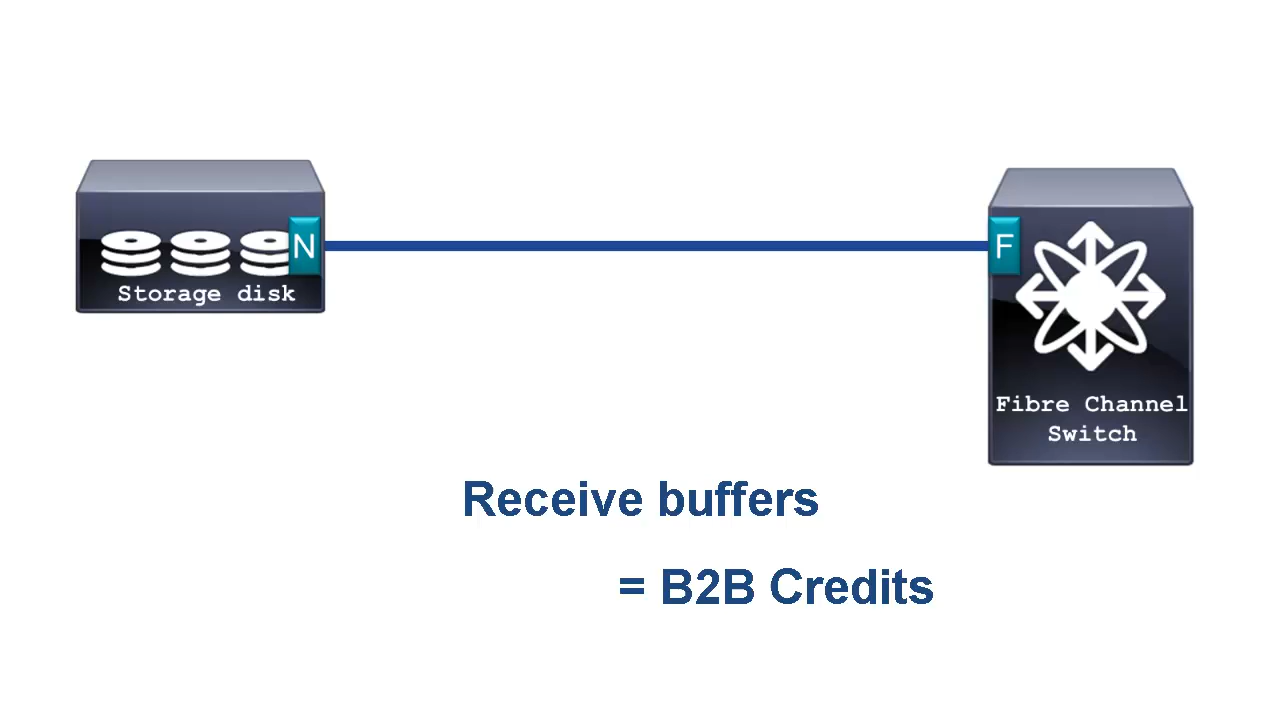 N
Storage disk
F
Fibre Channel
Switch
Receive buffers
= B2B Credits